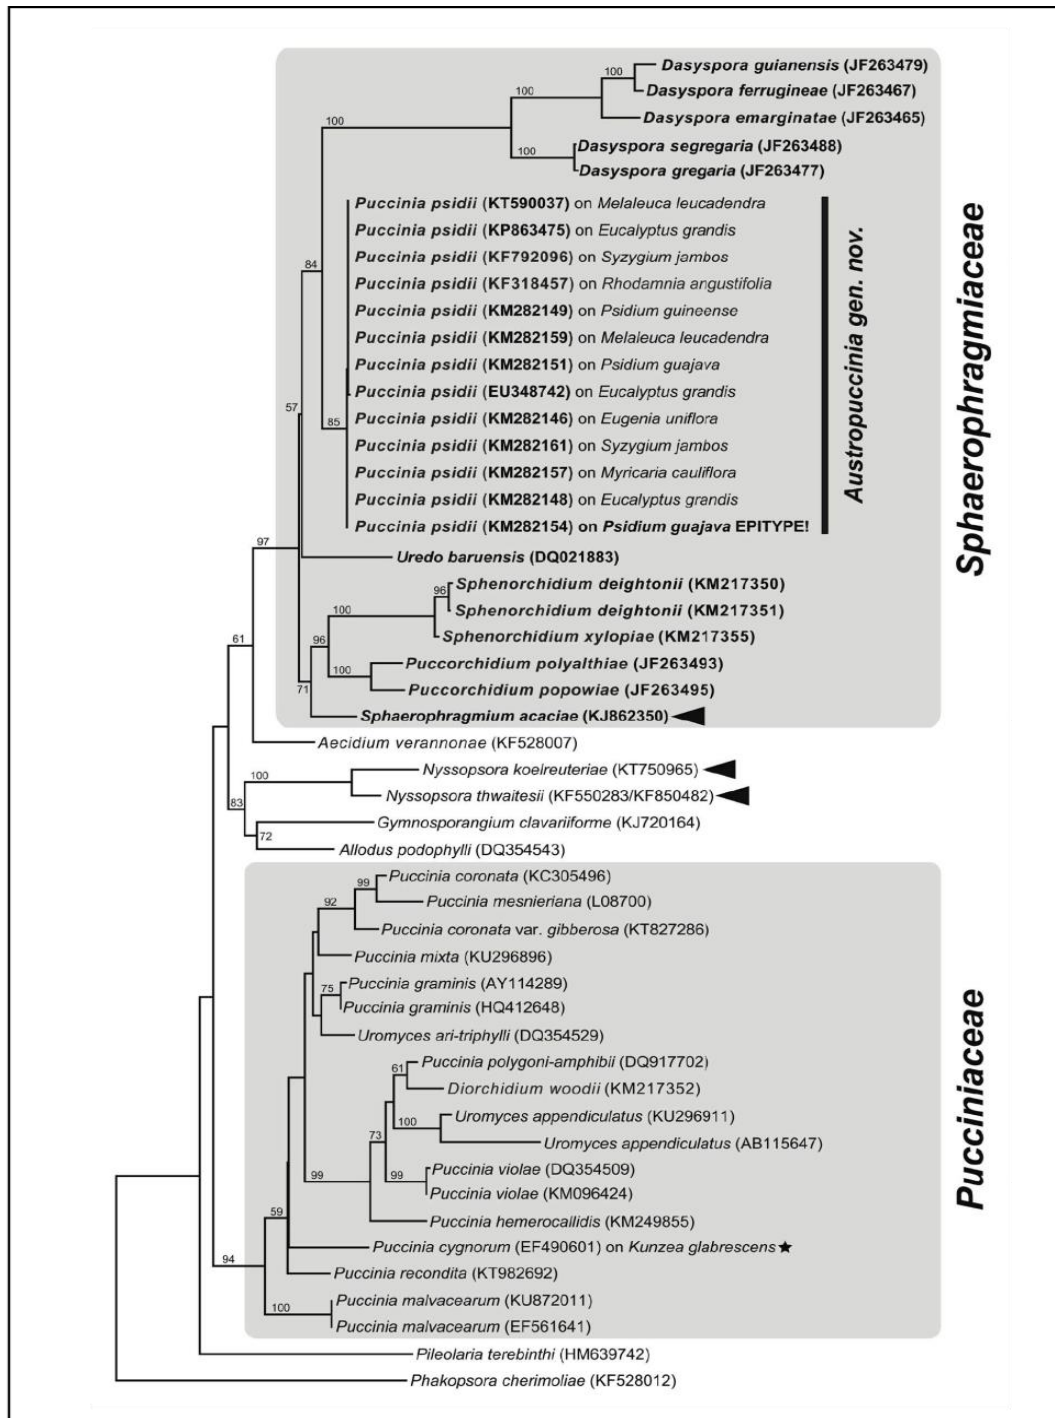 100
Dasyspora guianensis (JF263479)
100
Dasyspora ferrugineae (JF263467)
Dasyspora emarginatae (JF263465)
100
100
Dasyspora segregaria (JF263488)
Dasyspora gregaria (JF263477)
Puccinia psidii (KT590037) on Melaleuca leucadendra
Puccinia psidii (KP863475) on Eucalyptus grandis
Puccinia psidii (KF792096) on Syzygium jambos
84
Puccinia psidii (KF318457) on Rhodamnia angustifolia
Puccinia psidii (KM282149) on Psidium guineense
Puccinia psidii (KM282159) on Melaleuca leucadendra
Puccinia psidii (KM282151) on Psidium guajava
Puccinia psidii (EU348742) on Eucalyptus grandis
57
85
Puccinia psidii (KM282146) on Eugenia uniflora
Puccinia psidii (KM282161) on Syzygium jambos
Puccinia psidii (KM282157) on Myricaria cauliflora
Puccinia psidii (KM282148) on Eucalyptus grandis
Puccinia psidii (KM282154) on Psidium guajava EPITYPE!
Austropuccinia gen. nov.
Sphaerophragmiaceae
97
Uredo baruensis (DQ021883)
96
Sphenorchidium deightonii (KM217350)
100
Sphenorchidium deightonii (KM217351)
61
96
Sphenorchidium xylopiae (KM217355)
100
Puccorchidium polyalthiae (JF263493)
71
Puccorchidium popowiae (JF263495)
Sphaerophragmium acaciae (KJ862350)
Aecidium verannonae (KF528007)
100
Nyssopsora koelreuteriae (KT750965)
83
Nyssopsora thwaitesii (KF550283/KF850482)
Gymnosporangium clavariiforme (KJ720164)
72
Allodus podophylli (DQ354543)
99
Puccinia coronata (KC305496)
92
Puccinia mesnieriana (L08700)
Puccinia coronata var. gibberosa (KT827286)
Puccinia mixta (KU296896)
75
Puccinia graminis (AY114289)
Puccinia graminis (HQ412648)
Uromyces ari-triphylli (DQ354529)
61
Puccinia polygoni-amphibii (DQ917702)
Diorchidium woodii (KM217352)
100
Uromyces appendiculatus (KU296911)
73
Uromyces appendiculatus (AB115647)
99
99
Puccinia violae (DQ354509)
Puccinia violae (KM096424)
59
Puccinia hemerocallidis (KM249855)
94
Puccinia cygnorum (EF490601) on Kunzea glabrescens
Puccinia recondita (KT982692)
100
Puccinia malvacearum (KU872011)
Puccinia malvacearum (EF561641)
Pucciniaceae
Pileolaria terebinthi (HM639742)
Phakopsora cherimoliae (KF528012)